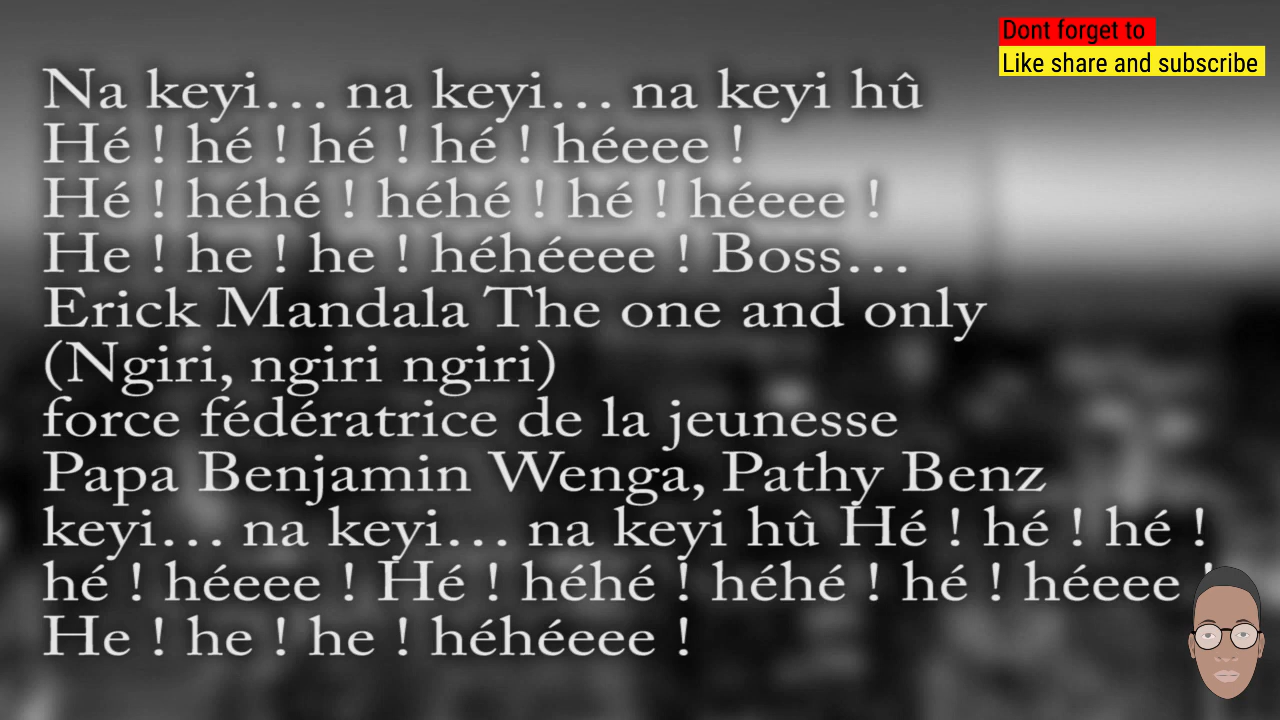 Dont forget to
Like share and subscribe
Na keyi… na keyi… na keyi hû
Hé ! hé ! hé ! hé ! héeee !
Hé ! héhé ! héhé ! hé ! héeee !
He ! he ! he ! héhéeee ! Boss…
Erick Mandala The one and only
(Ngiri, ngiri ngiri)
force fédératrice de la jeunesse
Papa Benjamin Wenga, Pathy Benz
keyi… na keyi… na keyi hû Hé ! hé ! hé !
hé ! héeee ! Hé ! héhé ! héhé ! hé ! héeee !
He ! he ! he ! héhéeee !